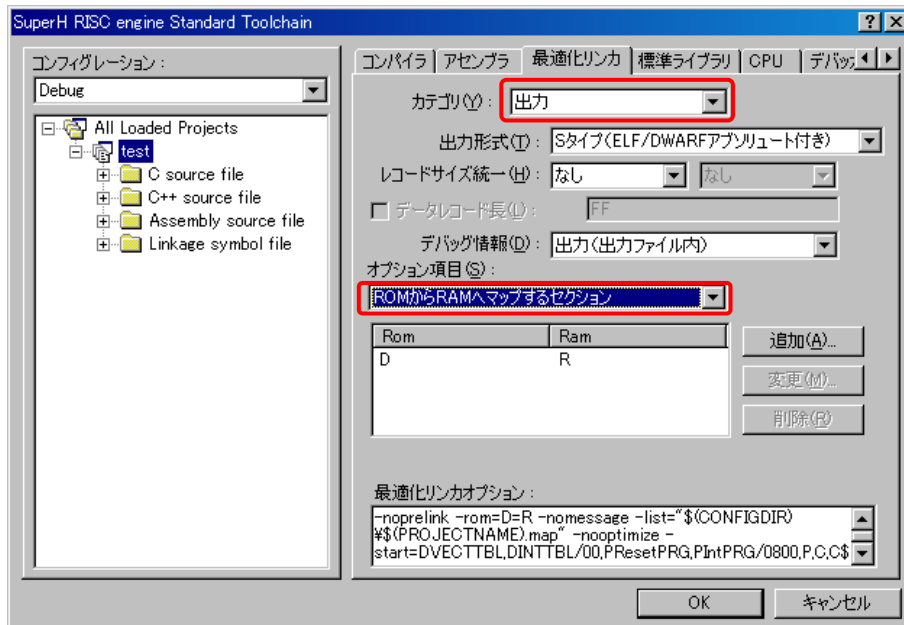 SuperH RISC engine Standard Toolchain
コンフィグレーション :
Debug
All Loaded Projects
test
C source file
C++ source file
Assembly source file
Linkage symbol file
コンパイラ アセンブラ 最適化リンカ 標準ライブラリ CPU デバッ
カテゴリ(Y) : 出力
出力形式(T) : Sタイプ(ELF/DWARFアブソリュート付き)
レコードサイズ統一(H) : なし なし
データレコード長(L) : FF
デバッグ情報(D) : 出力(出力ファイル内)
オプション項目(S) :
ROMからRAMへマップするセクション
Rom Ram
D R
追加(A)...
変更(M)...
削除(R)
最適化リンカオプション :
-noprelink -rom=D=R -nomessage -list="$(CONFIGDIR)
¥$(PROJECTNAME).map" -nooptimize -
start=DVECTTBL,DINTTBL/00,PResetPRG,PIntPRG/0800,P,C,C$
OK キャンセル